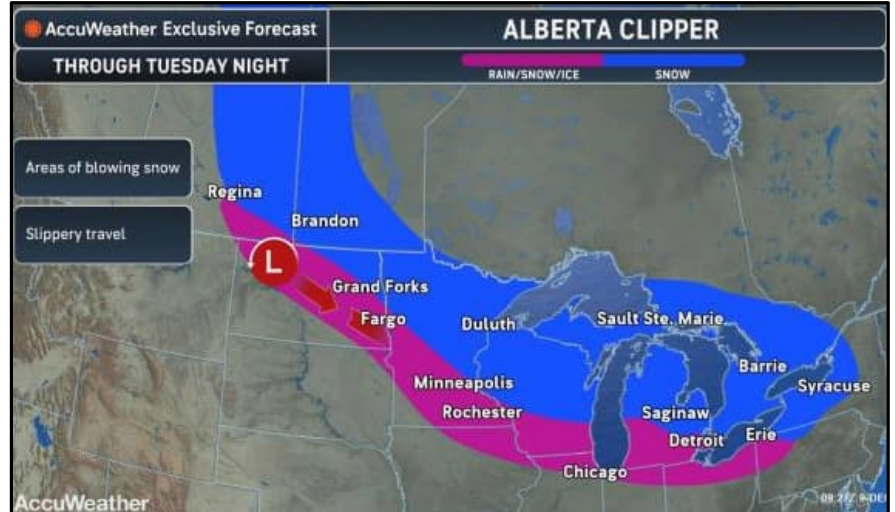 AccuWeather Exclusive Forecast
ALBERTA CLIPPER
THROUGH TUESDAY NIGHT
RAIN/SNOW/ICE
SNOW
Areas of blowing snow
Slippery travel
Regina
Brandon
Grand Forks
Fargo
Duluth
Sault Ste. Marie
Barrie
Syracuse
Minneapolis
Rochester
Saginaw
Detroit
Erie
Chicago
L
AccuWeather